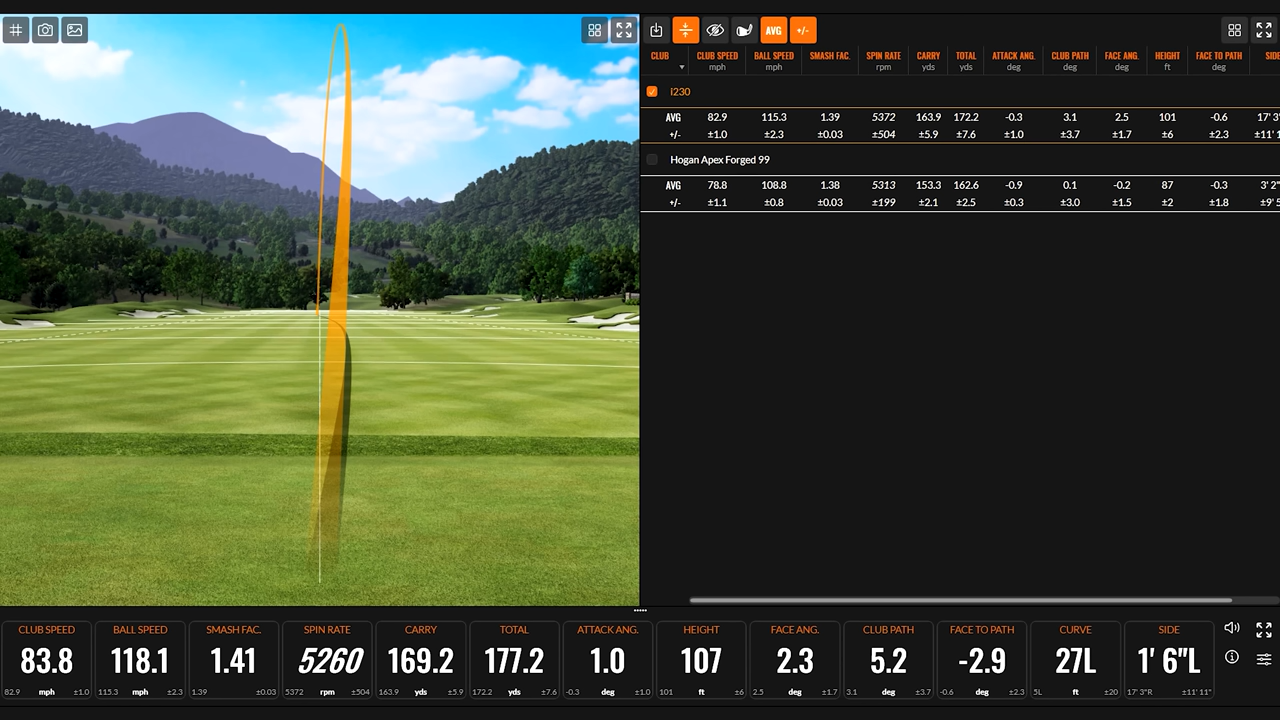 AVG +/-
CLUB CLUB SPEED BALL SPEED SMASH FAC. SPIN RATE CARRY TOTAL ATTACK ANG. CLUB PATH FACE ANG. HEIGHT FACE TO PATH SIDE
mph mph rpm yds yds deg deg deg ft deg
i230
AVG 82.9 115.3 1.39 5372 163.9 172.2 -0.3 3.1 2.5 101 -0.6 17' 3"
+/- ±1.0 ±2.3 ±0.03 ±504 ±5.9 ±7.6 ±1.0 ±3.7 ±1.7 ±6 ±2.3 ±11' 1
Hogan Apex Forged 99
AVG 78.8 108.8 1.38 5313 153.3 162.6 -0.9 0.1 -0.2 87 -0.3 3' 2"
+/- ±1.1 ±0.8 ±0.03 ±199 ±2.1 ±2.5 ±0.3 ±3.0 ±1.5 ±2 ±1.8 ±9' 5
CLUB SPEED BALL SPEED SMASH FAC. SPIN RATE CARRY TOTAL ATTACK ANG. HEIGHT FACE ANG. CLUB PATH FACE TO PATH CURVE SIDE
83.8 118.1 1.41 5260 169.2 177.2 1.0 107 2.3 5.2 -2.9 27L 1' 6"L
82.9 mph ±1.0 115.3 mph ±2.3 1.39 ±0.03 5372 rpm ±504 163.9 yds ±5.9 172.2 yds ±7.6 -0.3 deg ±1.0 101 ft ±6 2.5 deg ±1.7 3.1 deg ±3.7 -0.6 deg ±2.3 5L ft ±20 17' 3"R ±11' 11"